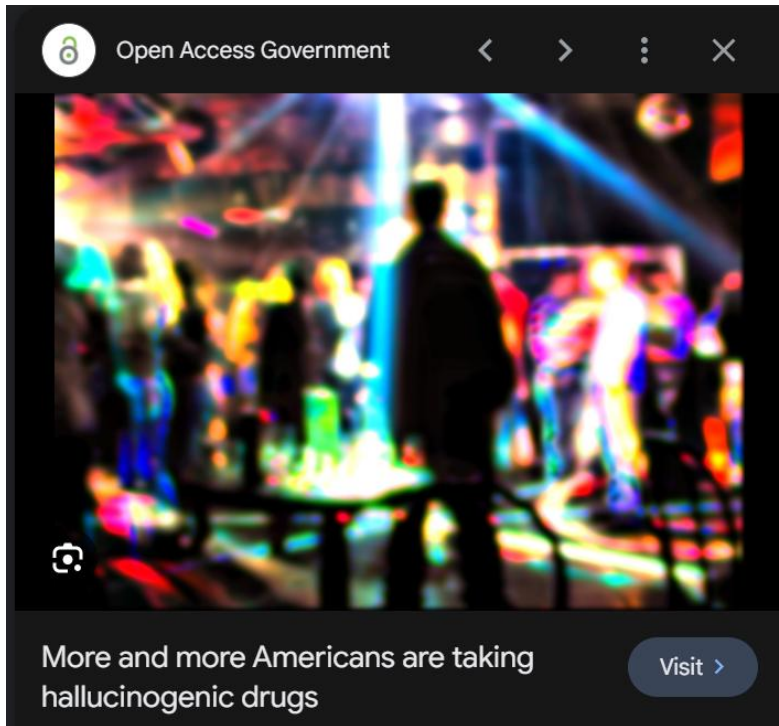 Open Access Government
More and more Americans are taking
hallucinogenic drugs
Visit >